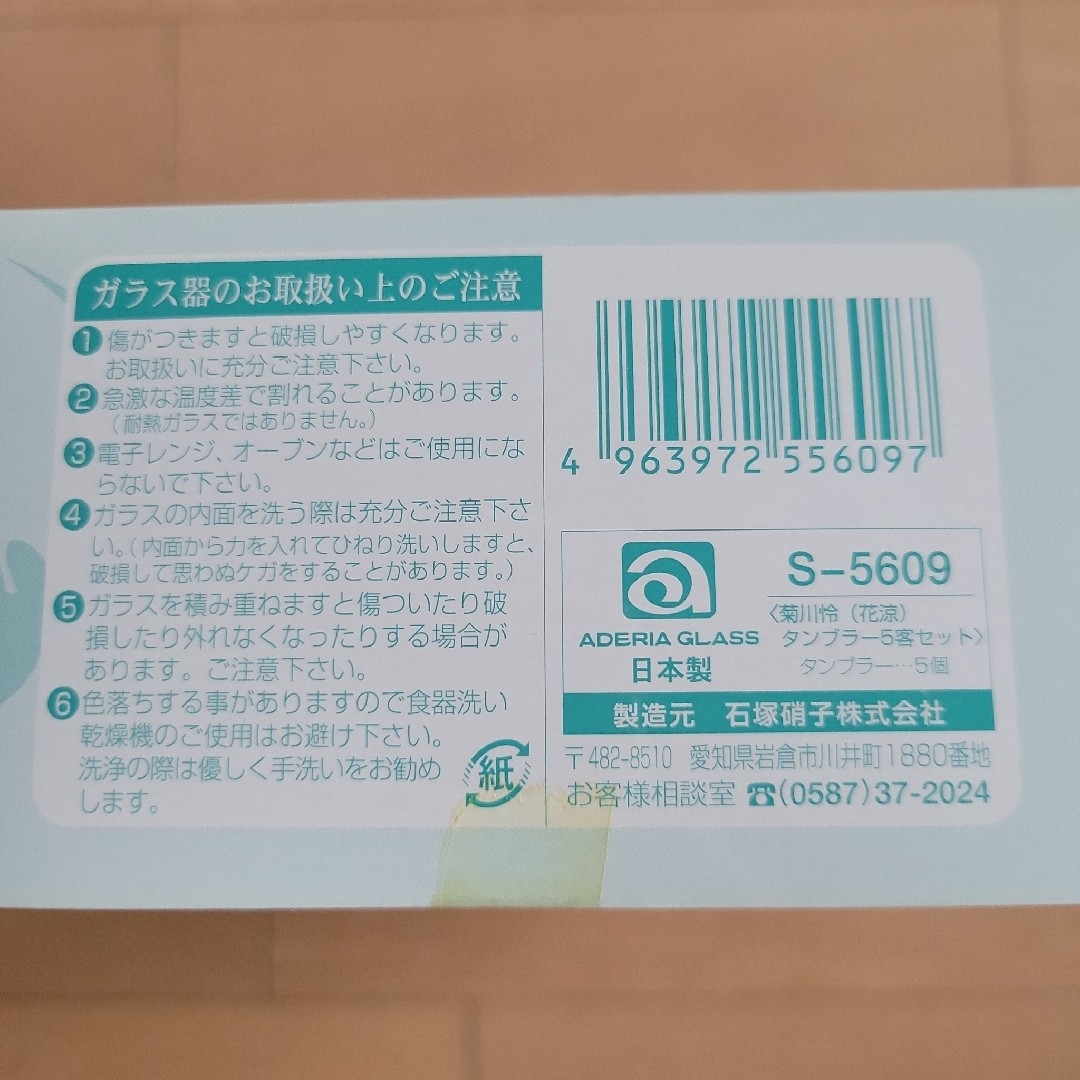 ガラス器のお取扱い上のご注意
❶傷がつきますと破損しやすくなります。
お取扱いに充分ご注意下さい。
❷急激な温度差で割れることがあります。
(耐熱ガラスではありません。)
❸電子レンジ、オーブンなどはご使用にな
らないで下さい。
❹ガラスの内面を洗う際は充分ご注意下さ
い。(内面から力を入れてひねり洗いしますと、
破損して思わぬケガをすることがあります。)
❺ガラスを積み重ねますと傷ついたり破
損したり外れなくなったりする場合が
あります。ご注意下さい。
❻色落ちする事がありますので食器洗い
乾燥機のご使用はお避け下さい。
洗浄の際は優しく手洗いをお勧め
します。
紙
4 963972 556097
ADERIA GLASS
日本製
S-5609
〈菊川怜(花涼)
タンブラー5客セット〉
タンブラー…5個
製造元 石塚硝子株式会社
〒482-8510 愛知県岩倉市川井町1880番地
お客様相談室 ☎(0587)37-2024